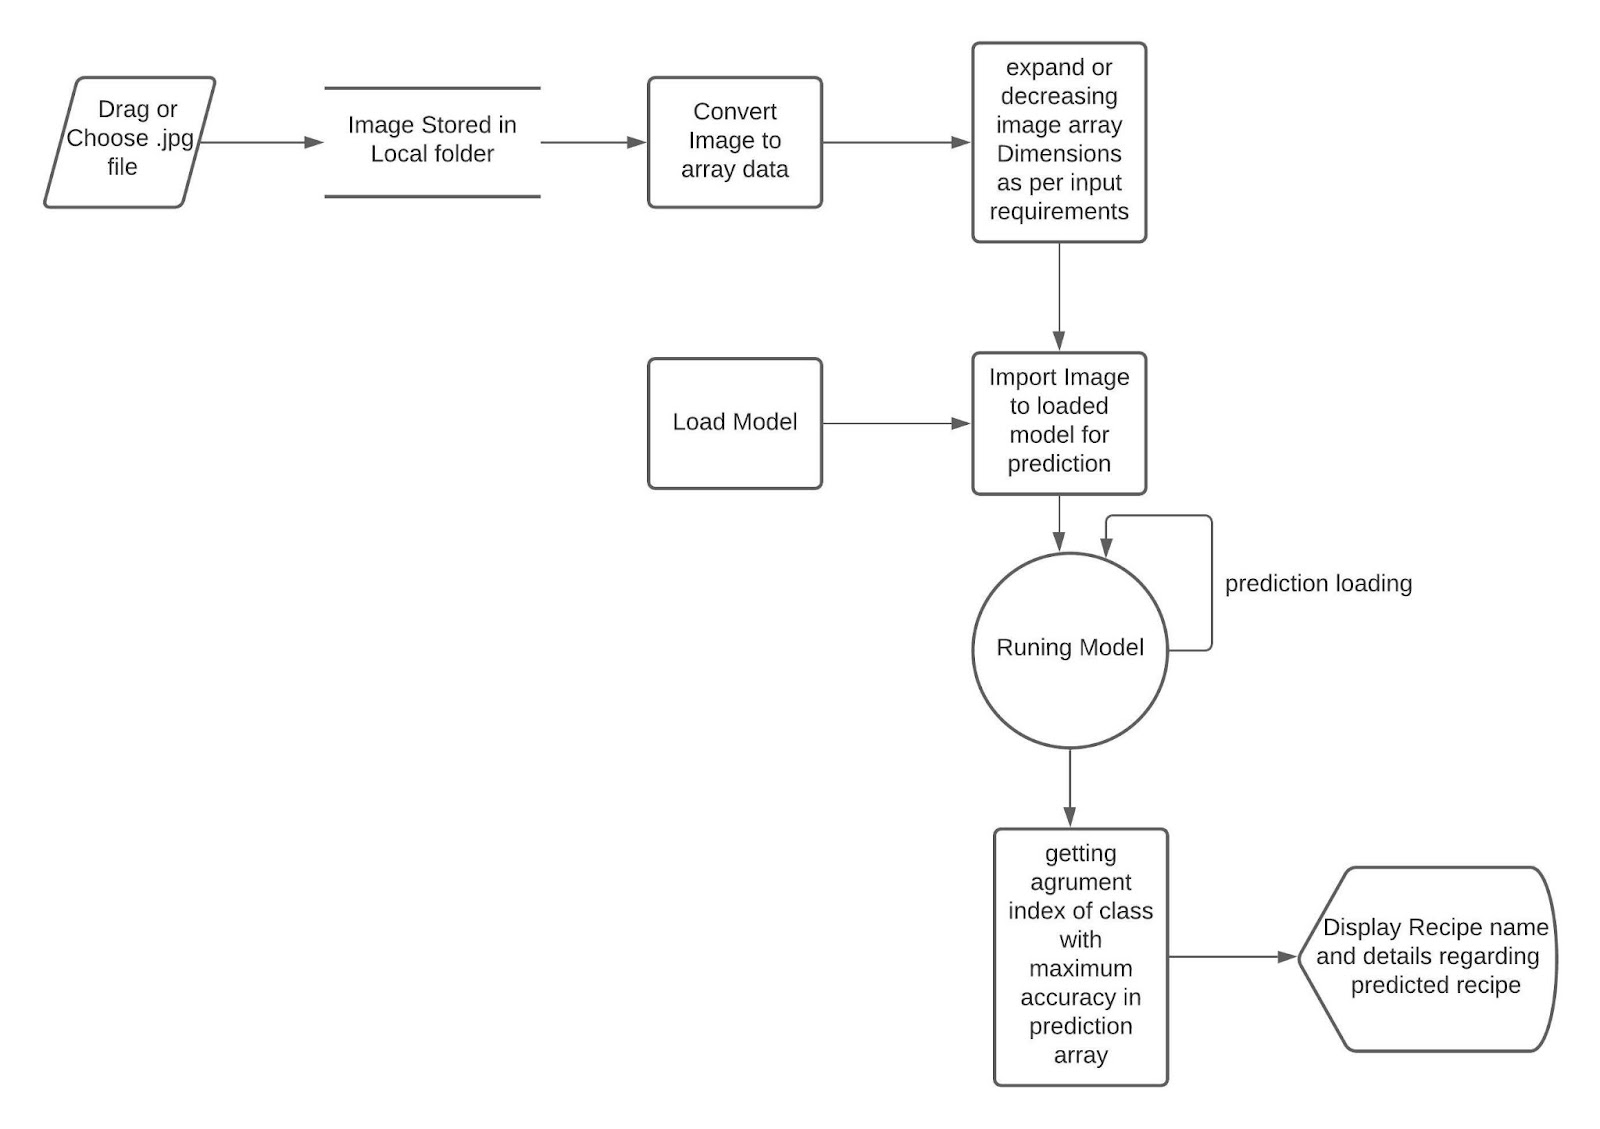 Drag or
Choose .jpg
file
Image Stored in
Local folder
Convert
Image to
array data
expand or
decreasing
image array
Dimensions
as per input
requirements
Load Model
Import Image
to loaded
model for
prediction
prediction loading
Runing Model
getting
agrument
index of class
with
maximum
accuracy in
prediction
array
Display Recipe name
and details regarding
predicted recipe